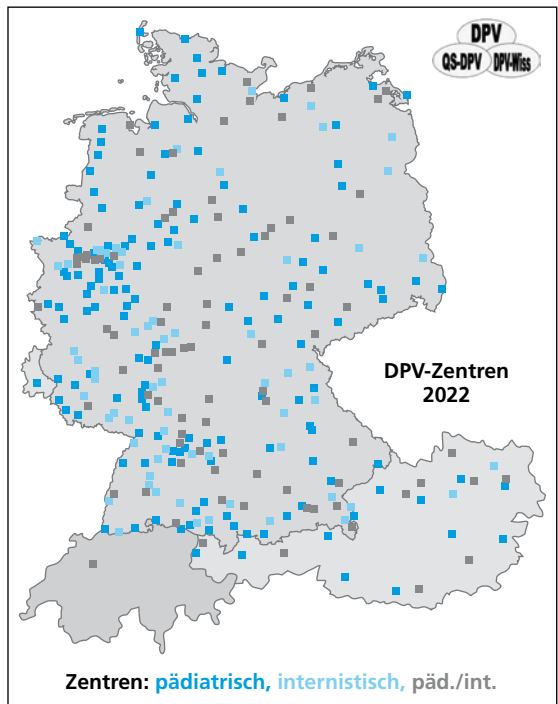 DPV
QS-DPV DPV-Wiss
DPV-Zentren
2022
Zentren: pädiatrisch, internistisch, päd./int.